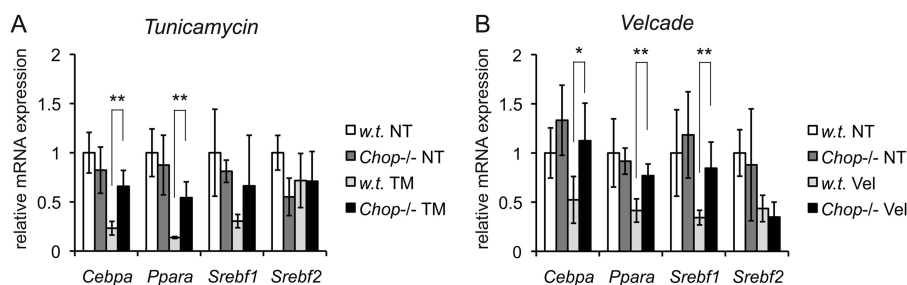 A
Tunicamycin
relative mRNA expression
2
1.5
1
0.5
0
**
**
Cebpa Ppara Srebf1 Srebf2
w.t. NT
Chop-/- NT
w.t. TM
Chop-/- TM
B
Velcade
relative mRNA expression
2
1.5
1
0.5
0
*
**
**
Cebpa Ppara Srebf1 Srebf2
w.t. NT
Chop-/- NT
w.t. Vel
Chop-/- Vel